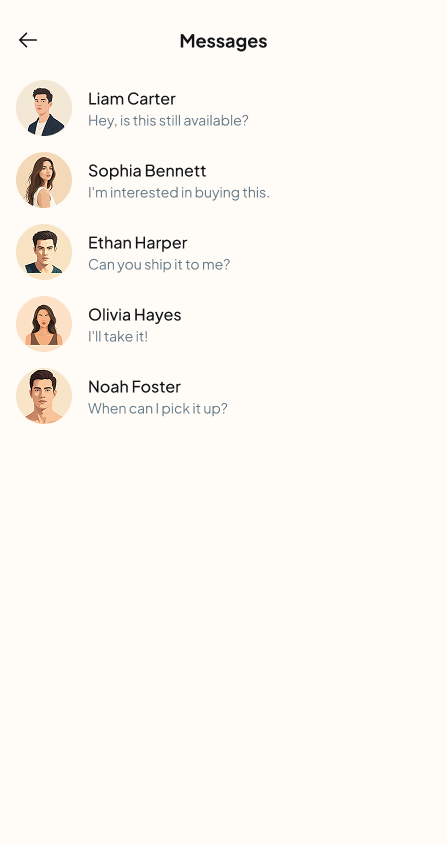 Messages
Liam Carter
Hey, is this still available?
Sophia Bennett
I'm interested in buying this.
Ethan Harper
Can you ship it to me?
Olivia Hayes
I'll take it!
Noah Foster
When can I pick it up?